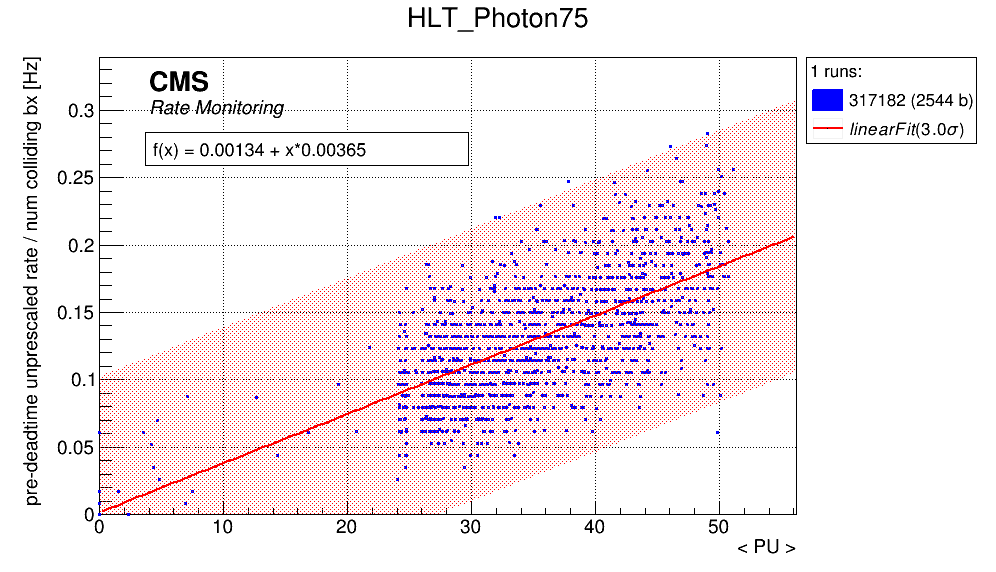 HLT_Photon75
pre-deadtime unprescaled rate / num colliding bx [Hz]
CMS
Rate Monitoring
f(x) = 0.00134 + x*0.00365
0.3
0.25
0.2
0.15
0.1
0.05
0
0 10 20 30 40 50
< PU >
1 runs:
317182 (2544 b)
linearFit(3.0σ)